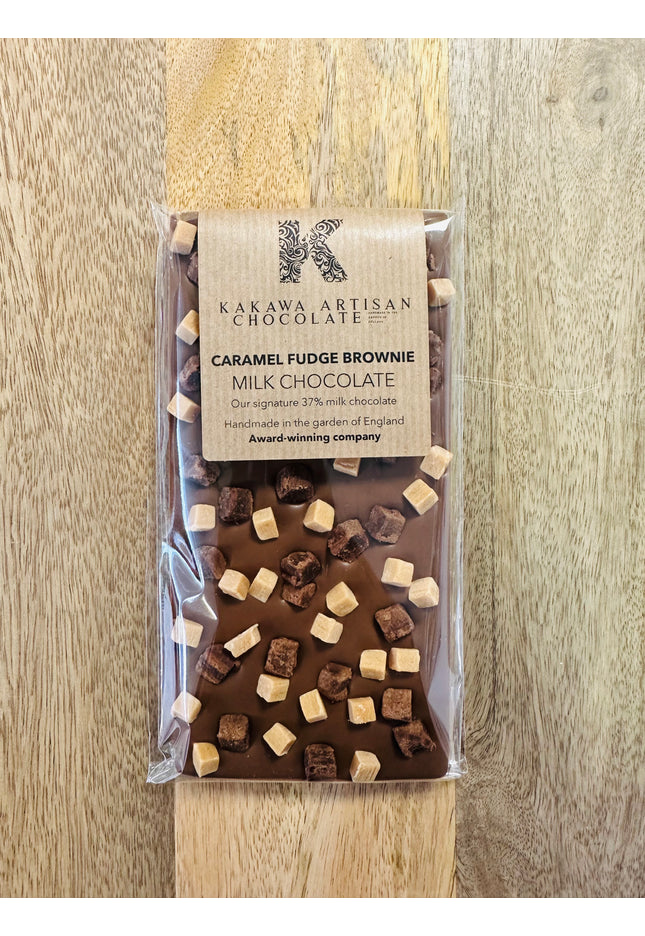 K
KAKAWA ARTISAN
CHOCOLATE
CARAMEL FUDGE BROWNIE
MILK CHOCOLATE
Our signature 37% milk chocolate
Handmade in the garden of England
Award-winning company